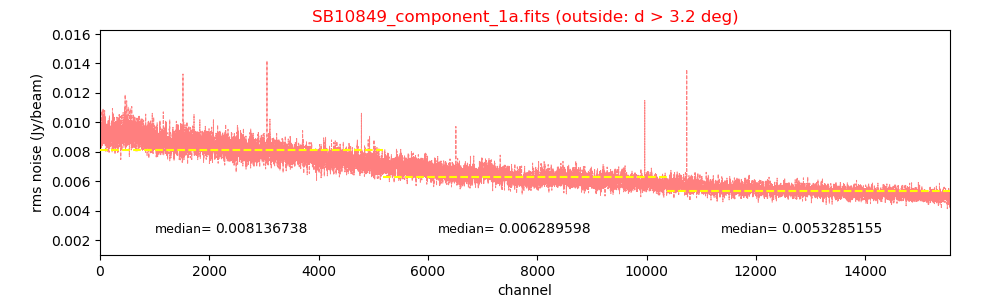 SB10849_component_1a.fits (outside: d > 3.2 deg)
rms noise (Jy/beam)
0.016
0.014
0.012
0.010
0.008
0.006
0.004
0.002
median= 0.008136738 median= 0.006289598 median= 0.0053285155
0 2000 4000 6000 8000 10000 12000 14000
channel